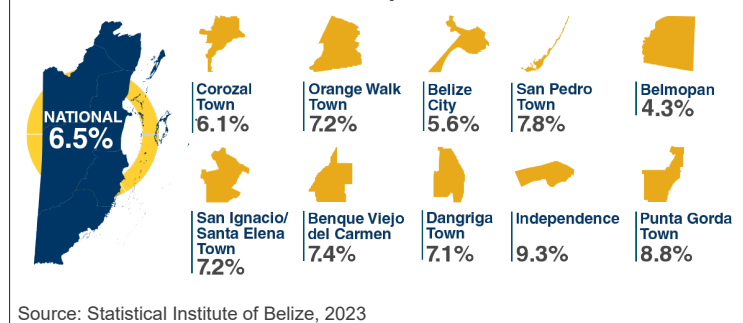 NATIONAL
6.5%
Corozal
Town
6.1%
Orange Walk
Town
7.2%
Belize
City
5.6%
San Pedro
Town
7.8%
Belmopan
4.3%
San Ignacio/
Santa Elena
Town
7.2%
Benque Viejo
del Carmen
7.4%
Dangriga
Town
7.1%
Independence
9.3%
Punta Gorda
Town
8.8%
Source: Statistical Institute of Belize, 2023